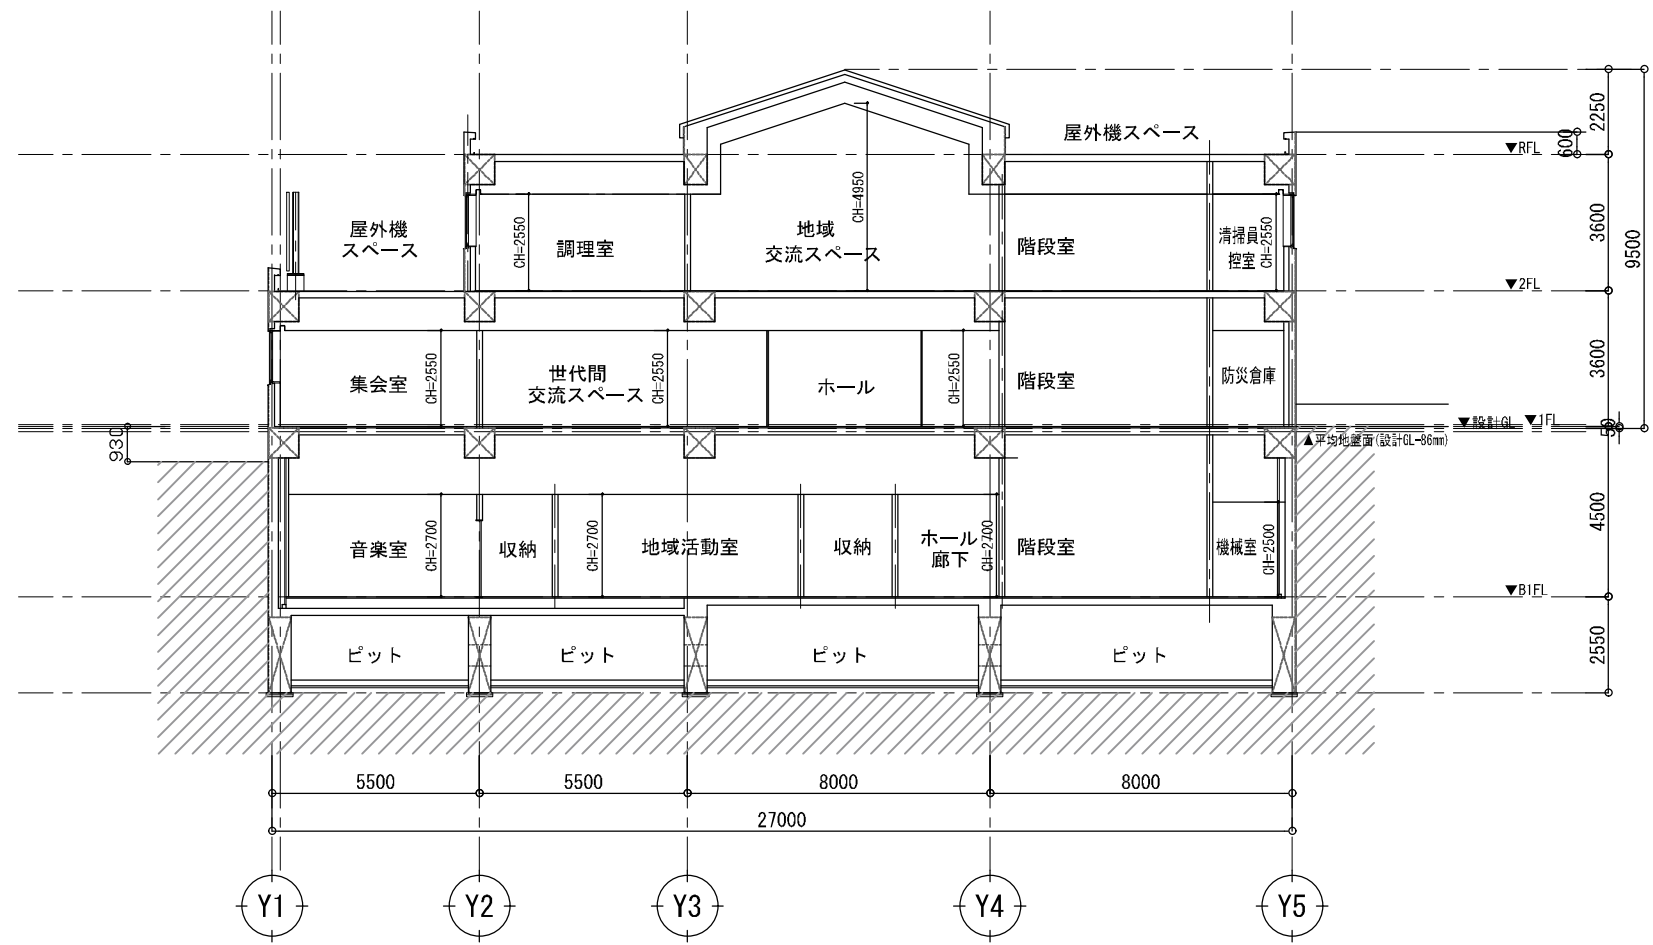 屋外機スペース
2250
600
▼RFL
屋外機
スペース
CH=2550
調理室
地域
交流スペース
CH=4950
階段室
清掃員
控室
CH=2550
3600
9500
▼2FL
集会室
CH=2550
世代間
交流スペース
CH=2550
ホール
CH=2550
階段室
防災倉庫
3600
▼設計GL
▼1FL
▲平均地盤面(設計GL-86mm)
930
音楽室
CH=2700
収納
CH=2700
地域活動室
収納
ホール
廊下
CH=2700
階段室
機械室
CH=2500
4500
▼B1FL
ピット
ピット
ピット
ピット
2550
5500
5500
8000
8000
27000
Y1
Y2
Y3
Y4
Y5